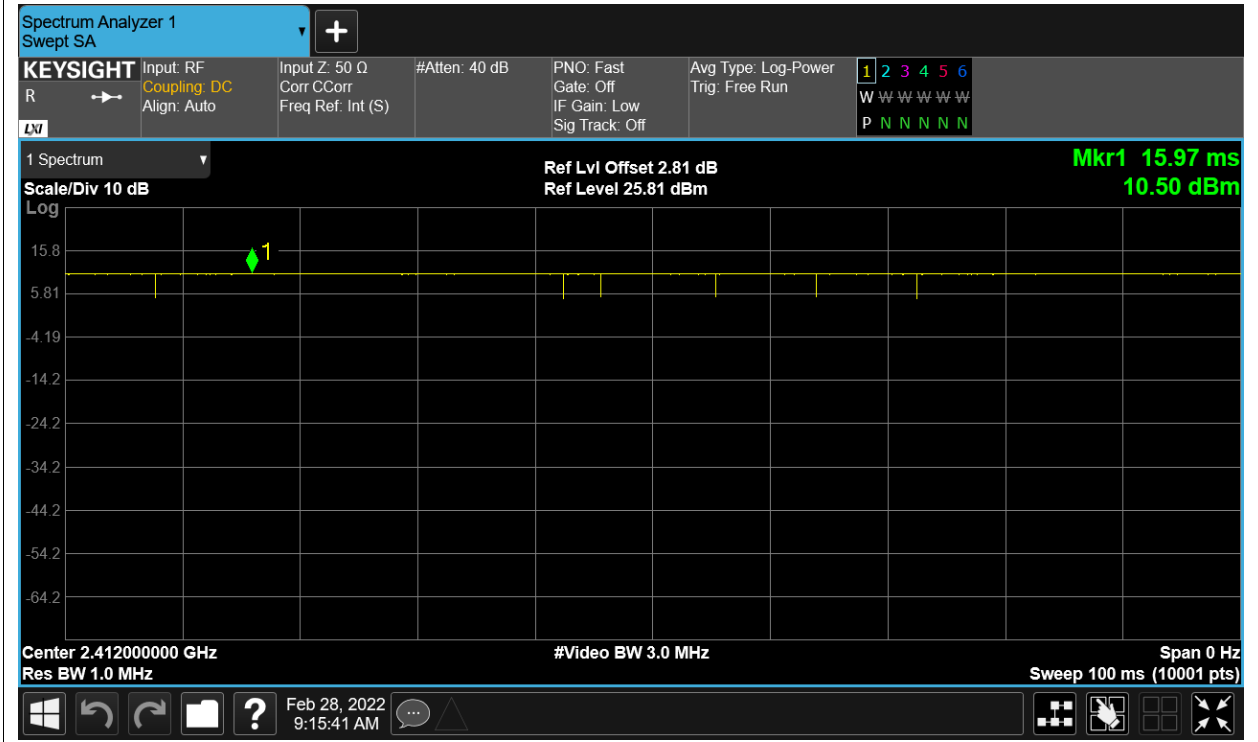 Spectrum Analyzer 1
Swept SA
KEYSIGHT
R
LXI
Input: RF
Coupling: DC
Align: Auto
Input Z: 50 Ω
Corr CCorr
Freq Ref: Int (S)
#Atten: 40 dB
PNO: Fast
Gate: Off
IF Gain: Low
Sig Track: Off
Avg Type: Log-Power
Trig: Free Run
1 2 3 4 5 6
W W W W W W
P N N N N N
1 Spectrum
Scale/Div 10 dB
Log
Ref Lvl Offset 2.81 dB
Ref Level 25.81 dBm
Mkr1 15.97 ms
10.50 dBm
1
15.8
5.81
-4.19
-14.2
-24.2
-34.2
-44.2
-54.2
-64.2
Center 2.412000000 GHz
Res BW 1.0 MHz
#Video BW 3.0 MHz
Span 0 Hz
Sweep 100 ms (10001 pts)
?
Feb 28, 2022
9:15:41 AM